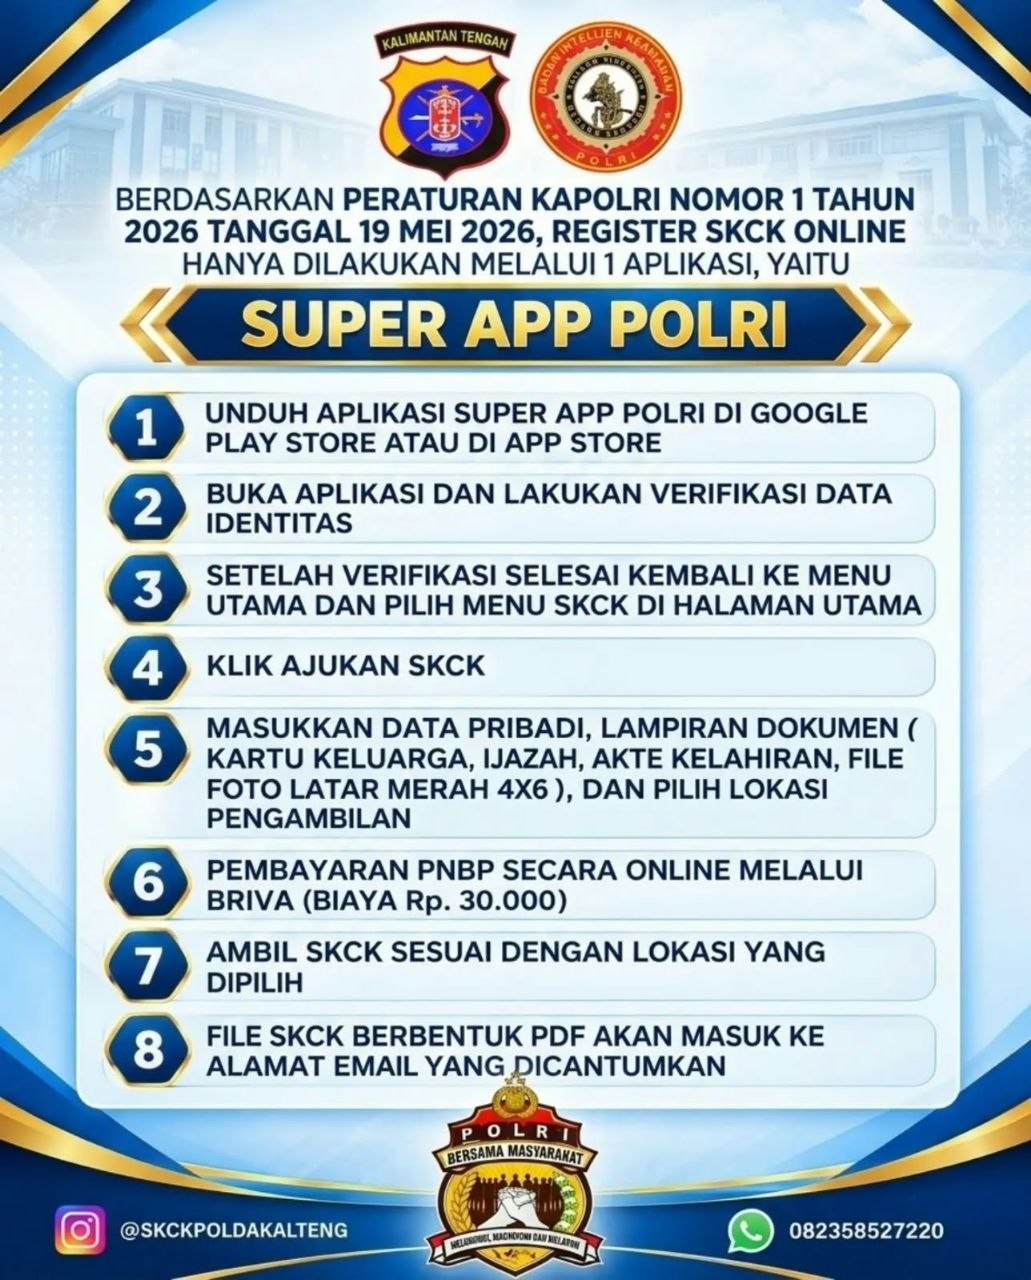 KALIMANTAN TENGAH
BADAN INTELIJEN KEAMANAN
POLRI
BERDASARKAN PERATURAN KAPOLRI NOMOR 1 TAHUN
2026 TANGGAL 19 MEI 2026, REGISTER SKCK ONLINE
HANYA DILAKUKAN MELALUI 1 APLIKASI, YAITU
SUPER APP POLRI
1 UNDUH APLIKASI SUPER APP POLRI DI GOOGLE
PLAY STORE ATAU DI APP STORE
2 BUKA APLIKASI DAN LAKUKAN VERIFIKASI DATA
IDENTITAS
3 SETELAH VERIFIKASI SELESAI KEMBALI KE MENU
UTAMA DAN PILIH MENU SKCK DI HALAMAN UTAMA
4 KLIK AJUKAN SKCK
5 MASUKKAN DATA PRIBADI, LAMPIRAN DOKUMEN (
KARTU KELUARGA, IJAZAH, AKTE KELAHIRAN, FILE
FOTO LATAR MERAH 4X6 ), DAN PILIH LOKASI
PENGAMBILAN
6 PEMBAYARAN PNBP SECARA ONLINE MELALUI
BRIVA (BIAYA Rp. 30.000)
7 AMBIL SKCK SESUAI DENGAN LOKASI YANG
DIPILIH
8 FILE SKCK BERBENTUK PDF AKAN MASUK KE
ALAMAT EMAIL YANG DICANTUMKAN
POLRI
BERSAMA MASYARAKAT
@SKCKPOLDAKALTENG
082358527220